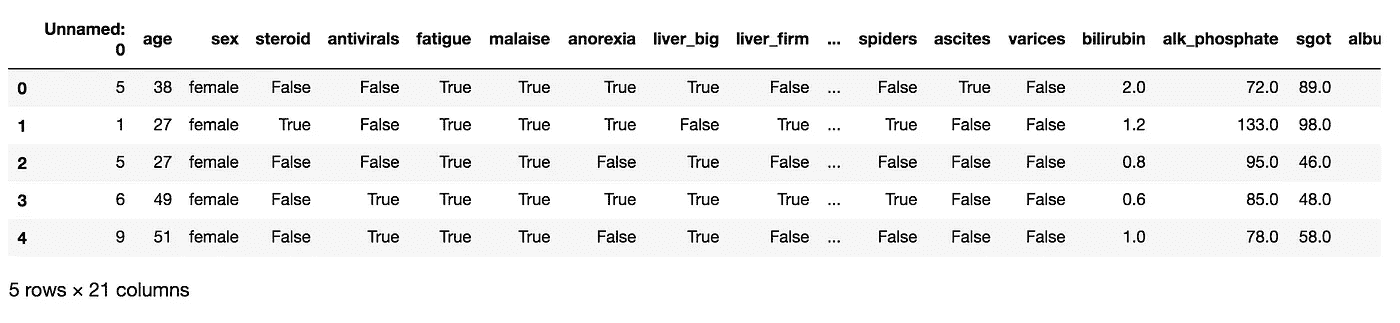 Unnamed: 0 age sex steroid antivirals fatigue malaise anorexia liver_big liver_firm ... spiders ascites varices bilirubin alk_phosphate sgot albu
0 5 38 female False False True True True True False ... False True False 2.0 72.0 89.0
1 1 27 female True False True True True False True ... True False False 1.2 133.0 98.0
2 5 27 female False False True True False True False ... False False False 0.8 95.0 46.0
3 6 49 female False True True True True True True ... True False False 0.6 85.0 48.0
4 9 51 female False True True True False True False ... False False False 1.0 78.0 58.0
5 rows × 21 columns